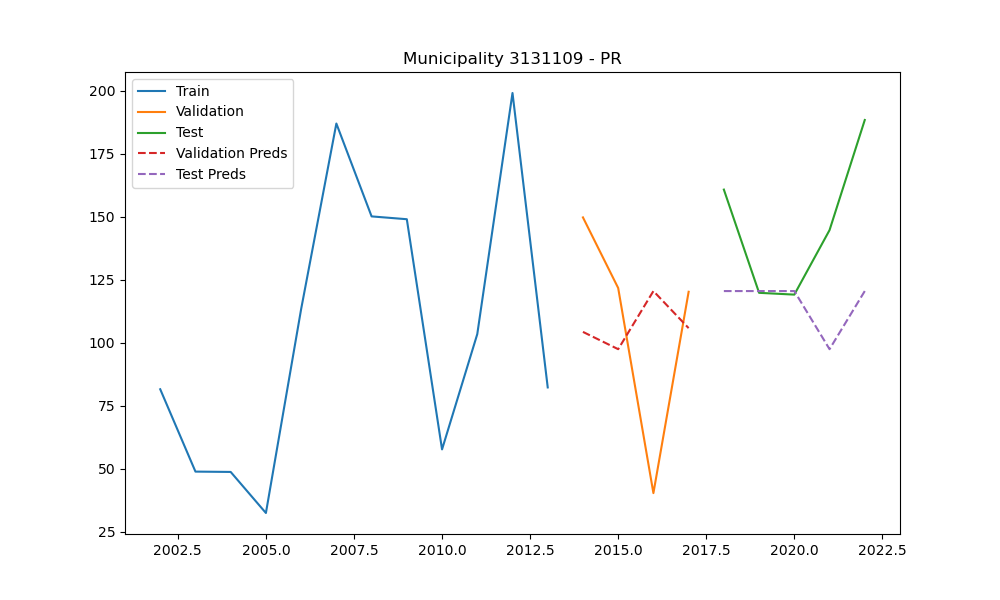 Municipality 3131109 - PR
Train
Validation
Test
Validation Preds
Test Preds
200
175
150
125
100
75
50
25
2002.5 2005.0 2007.5 2010.0 2012.5 2015.0 2017.5 2020.0 2022.5